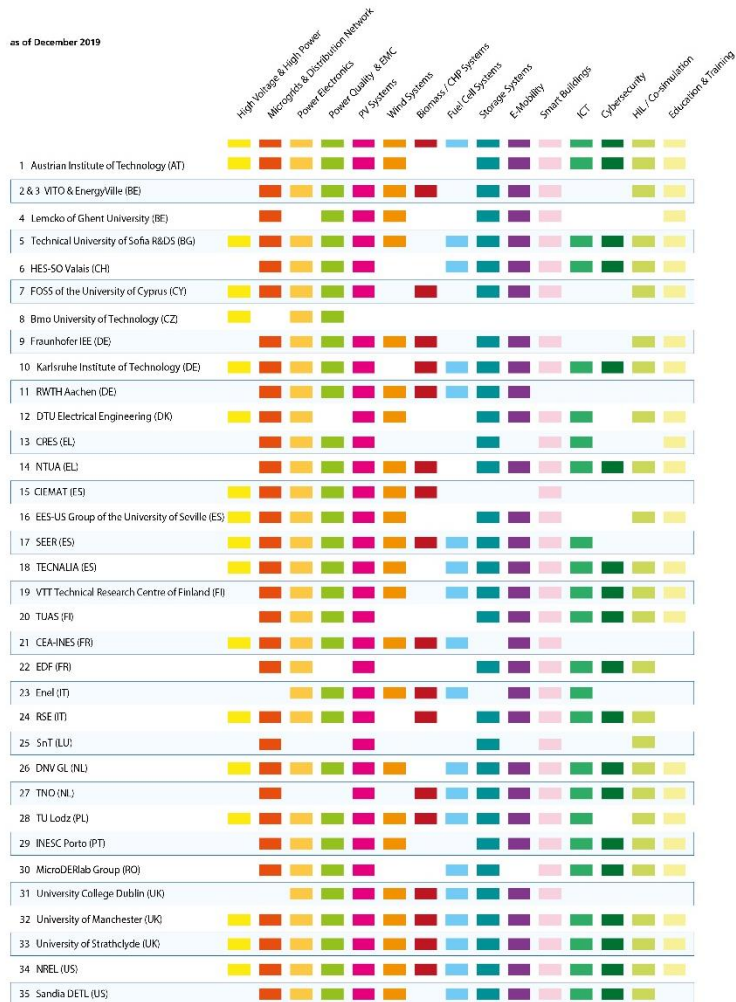 as of December 2019
High Voltage & High Power
Microgrids & Distribution Network
Power Electronics
Power Quality & EMC
PV Systems
Wind Systems
Biomass / CHP Systems
Fuel Cell Systems
Storage Systems
E-Mobility
Smart Buildings
ICT
Cybersecurity
HIL / Co-simulation
Education & Training
1 Austrian Institute of Technology (AT)
2 & 3 VITO & EnergyVille (BE)
4 Lemcko of Ghent University (BE)
5 Technical University of Sofia R&DS (BG)
6 HES-SO Valais (CH)
7 FOSS of the University of Cyprus (CY)
8 Brno University of Technology (CZ)
9 Fraunhofer IEE (DE)
10 Karlsruhe Institute of Technology (DE)
11 RWTH Aachen (DE)
12 DTU Electrical Engineering (DK)
13 CRES (EL)
14 NTUA (EL)
15 CIEMAT (ES)
16 EES-US Group of the University of Seville (ES)
17 SEER (ES)
18 TECNALIA (ES)
19 VTT Technical Research Centre of Finland (FI)
20 TUAS (FI)
21 CEA-INES (FR)
22 EDF (FR)
23 Enel (IT)
24 RSE (IT)
25 SnT (LU)
26 DNV GL (NL)
27 TNO (NL)
28 TU Lodz (PL)
29 INESC Porto (PT)
30 MicroDERlab Group (RO)
31 University College Dublin (UK)
32 University of Manchester (UK)
33 University of Strathclyde (UK)
34 NREL (US)
35 Sandia DETL (US)